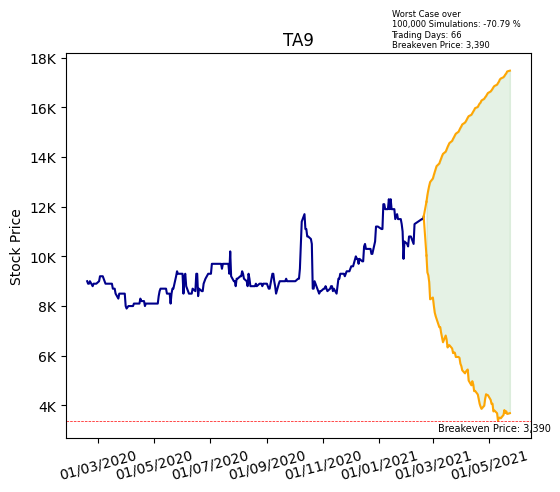 Worst Case over
100,000 Simulations: -70.79 %
Trading Days: 66
Breakeven Price: 3,390
TA9
Stock Price
18K
16K
14K
12K
10K
8K
6K
4K
Breakeven Price: 3,390
01/03/2020
01/05/2020
01/07/2020
01/09/2020
01/11/2020
01/01/2021
01/03/2021
01/05/2021